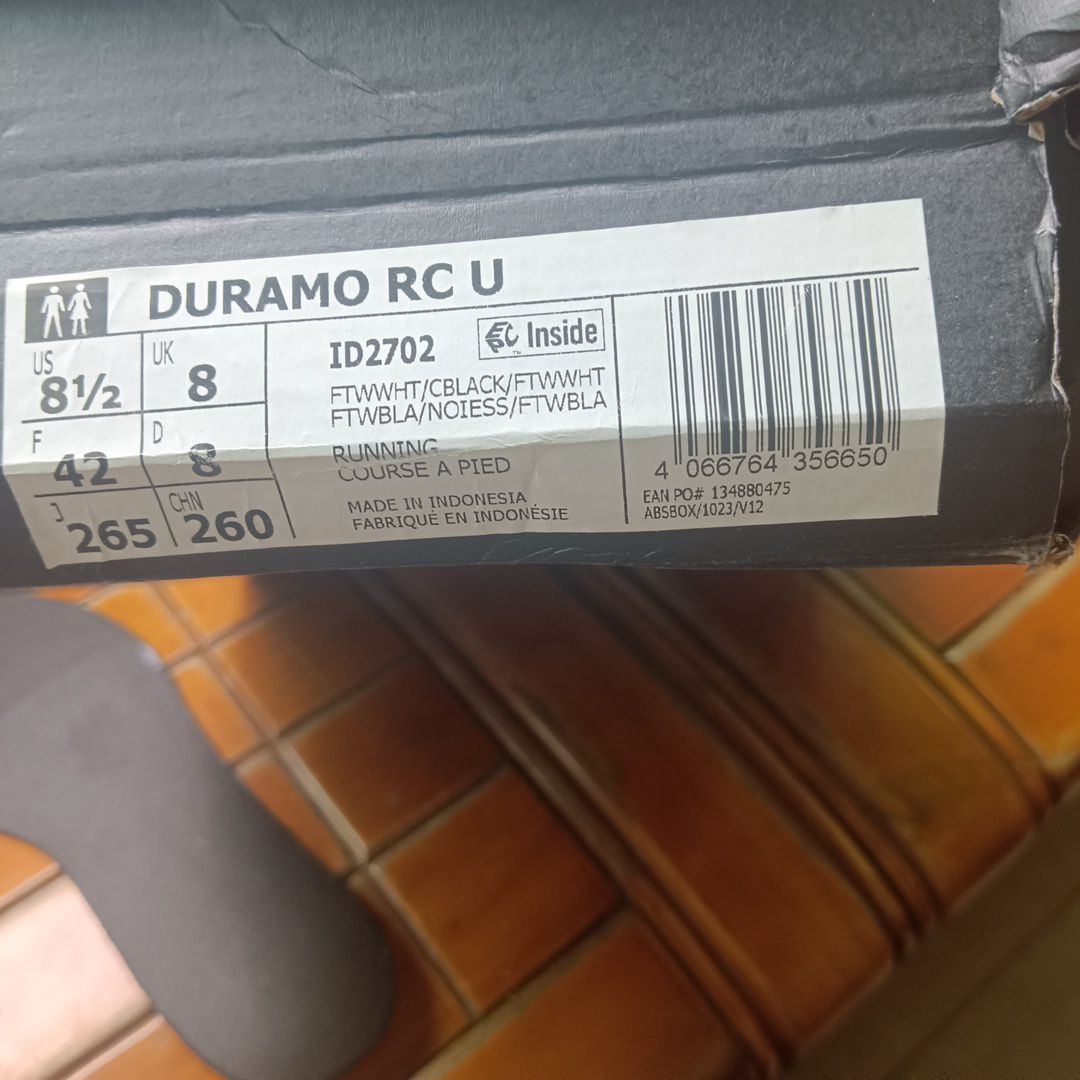 DURAMO RC U
US
8½
UK
8
F
42
D
8
J
265
CHN
260
ID2702
EPC Inside
™
FTWWHT/CBLACK/FTWWHT
FTWBLA/NOIESS/FTWBLA
RUNNING
COURSE A PIED
MADE IN INDONESIA
FABRIQUÉ EN INDONÉSIE
4 066764 356650
EAN PO# 134880475
ABSBOX/1023/V12